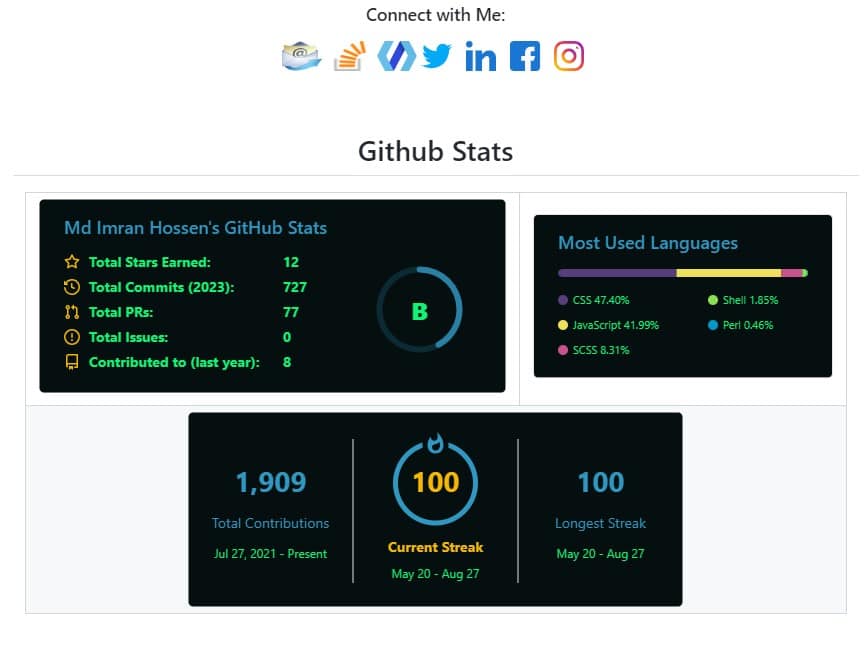 Connect with Me:
Github Stats
Md Imran Hossen's GitHub Stats
Total Stars Earned: 12
Total Commits (2023): 727
Total PRs: 77
Total Issues: 0
Contributed to (last year): 8
B
Most Used Languages
CSS 47.40%
JavaScript 41.99%
SCSS 8.31%
Shell 1.85%
Perl 0.46%
1,909
Total Contributions
Jul 27, 2021 - Present
100
Current Streak
May 20 - Aug 27
100
Longest Streak
May 20 - Aug 27